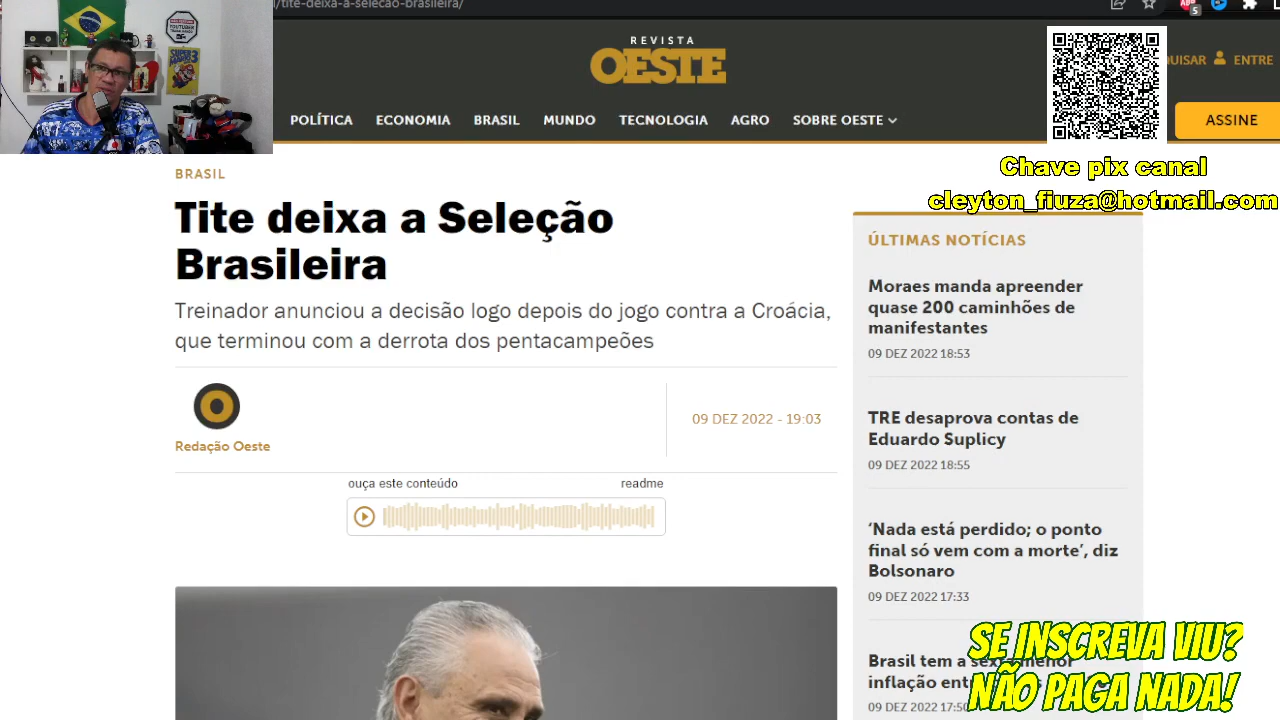 /tite-deixa-a-selecao-brasileira/
REVISTA
OESTE
ENTRE
POLÍTICA
ECONOMIA
BRASIL
MUNDO
TECNOLOGIA
AGRO
SOBRE OESTE
ASSINE
Chave pix canal
cleyton_fiuza@hotmail.com
BRASIL
Tite deixa a Seleção
Brasileira
Treinador anunciou a decisão logo depois do jogo contra a Croácia,
que terminou com a derrota dos pentacampeões
Redação Oeste
09 DEZ 2022 - 19:03
ouça este conteúdo
readme
ÚLTIMAS NOTÍCIAS
Moraes manda apreender
quase 200 caminhões de
manifestantes
09 DEZ 2022 18:53
TRE desaprova contas de
Eduardo Suplicy
09 DEZ 2022 18:55
‘Nada está perdido; o ponto
final só vem com a morte’, diz
Bolsonaro
09 DEZ 2022 17:33
Brasil tem a menor
inflação
09 DEZ 2022 17:50
SE INSCREVA VIU?
NÃO PAGA NADA!